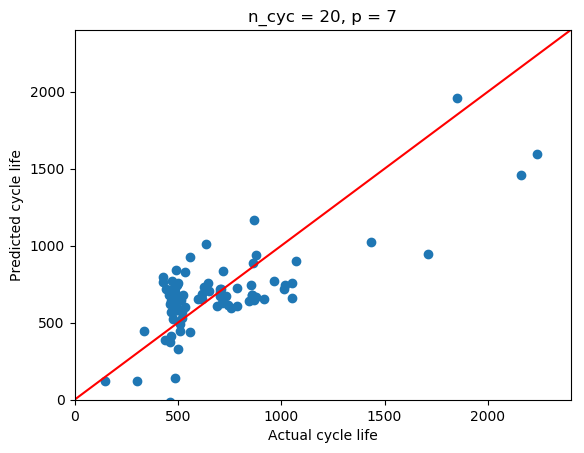 n_cyc = 20, p = 7
Predicted cycle life
2000
1500
1000
500
0
0 500 1000 1500 2000
Actual cycle life